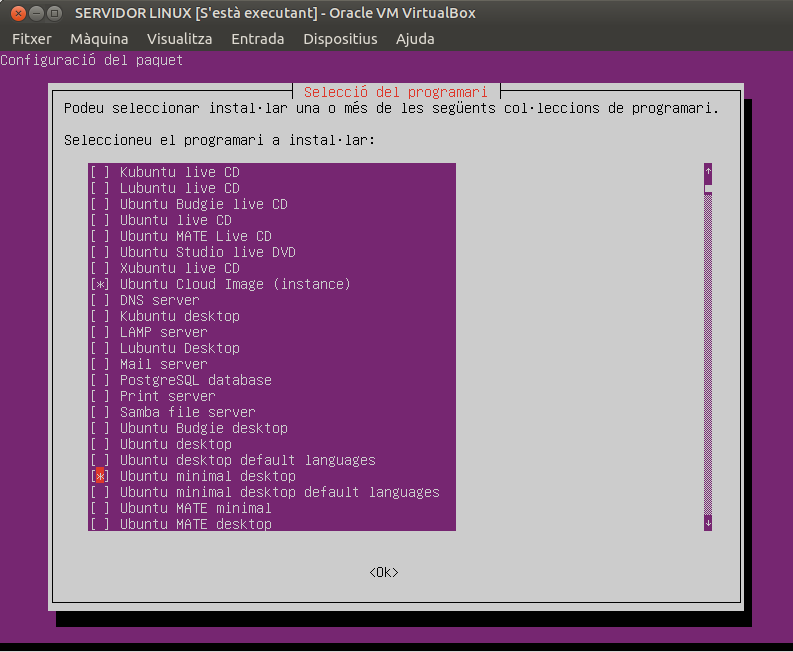 SERVIDOR LINUX [S'està executant] - Oracle VM VirtualBox
Fitxer Màquina Visualitza Entrada Dispositius Ajuda
Configuració del paquet
Selecció del programari
Podeu seleccionar instal·lar una o més de les següents col·leccions de programari.
Seleccioneu el programari a instal·lar:
[ ] Kubuntu live CD
[ ] Lubuntu live CD
[ ] Ubuntu Budgie live CD
[ ] Ubuntu live CD
[ ] Ubuntu MATE Live CD
[ ] Ubuntu Studio live DVD
[ ] Xubuntu live CD
[*] Ubuntu Cloud Image (instance)
[ ] DNS server
[ ] Kubuntu desktop
[ ] LAMP server
[ ] Lubuntu Desktop
[ ] Mail server
[ ] PostgreSQL database
[ ] Print server
[ ] Samba file server
[ ] Ubuntu Budgie desktop
[ ] Ubuntu desktop
[ ] Ubuntu desktop default languages
[*] Ubuntu minimal desktop
[ ] Ubuntu minimal desktop default languages
[ ] Ubuntu MATE minimal
[ ] Ubuntu MATE desktop
<Ok>